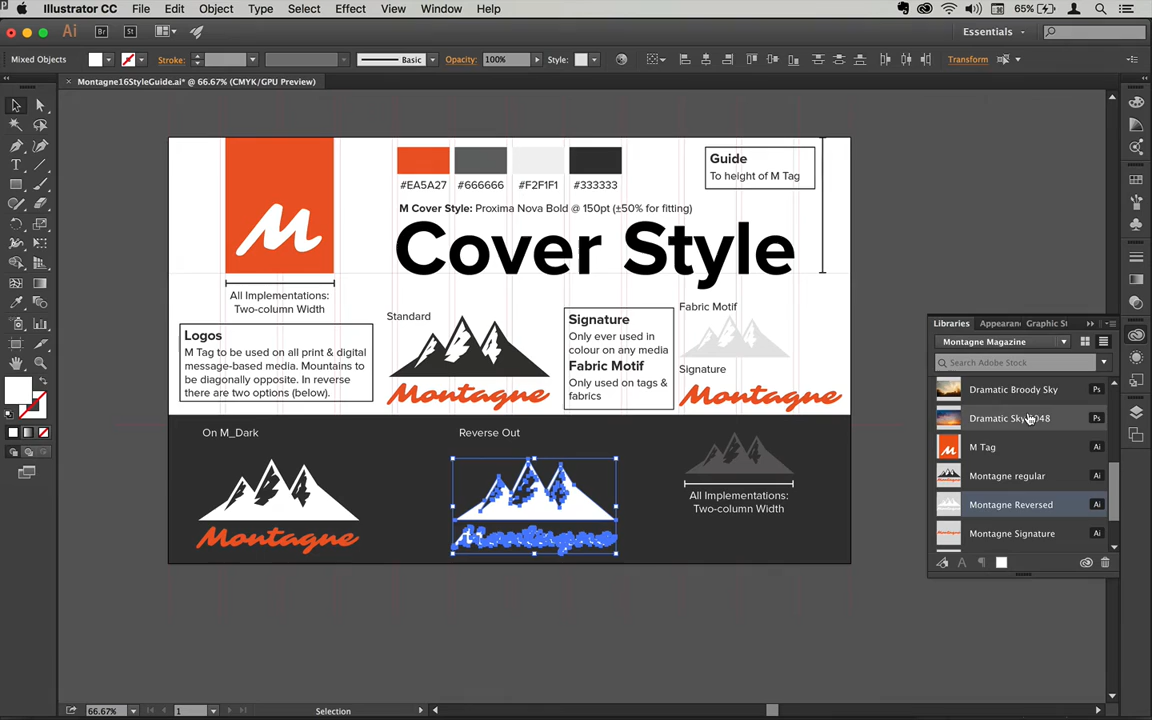 Illustrator CC File Edit Object Type Select Effect View Window Help
65%
Ai Br St
Essentials
Mixed Objects
Stroke:
Basic
Opacity: 100%
Style:
Transform
× Montagne16StyleGuide.ai* @ 66.67% (CMYK/GPU Preview)
M
All Implementations:
Two-column Width
#EA5A27
#666666
#F2F1F1
#333333
Guide
To height of M Tag
M Cover Style: Proxima Nova Bold @ 150pt (±50% for fitting)
Cover Style
Logos
M Tag to be used on all print & digital
message-based media. Mountains to
be diagonally opposite. In reverse
there are two options (below).
Standard
Montagne
Signature
Only ever used in
colour on any media
Fabric Motif
Only used on tags &
fabrics
Fabric Motif
Signature
Montagne
On M_Dark
Montagne
Reverse Out
Montagne
All Implementations:
Two-column Width
Libraries
Appearan
Graphic St
Montagne Magazine
Search Adobe Stock
Dramatic Broody Sky
Ps
Ps
M Tag
Ai
Montagne regular
Ai
Montagne Reversed
Ai
Montagne Signature
Ai
66.67%
1
Selection